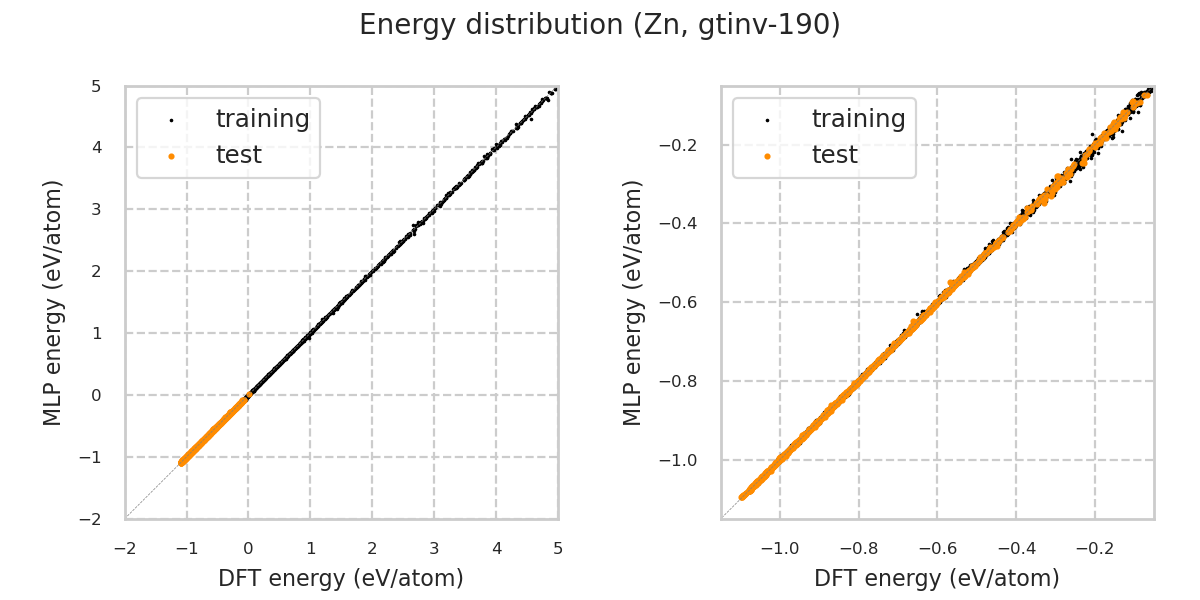 Energy distribution (Zn, gtinv-190)
training
test
MLP energy (eV/atom)
5
4
3
2
1
0
−1
−2
−2
−1
0
1
2
3
4
5
DFT energy (eV/atom)
training
test
MLP energy (eV/atom)
−0.2
−0.4
−0.6
−0.8
−1.0
−1.0
−0.8
−0.6
−0.4
−0.2
DFT energy (eV/atom)